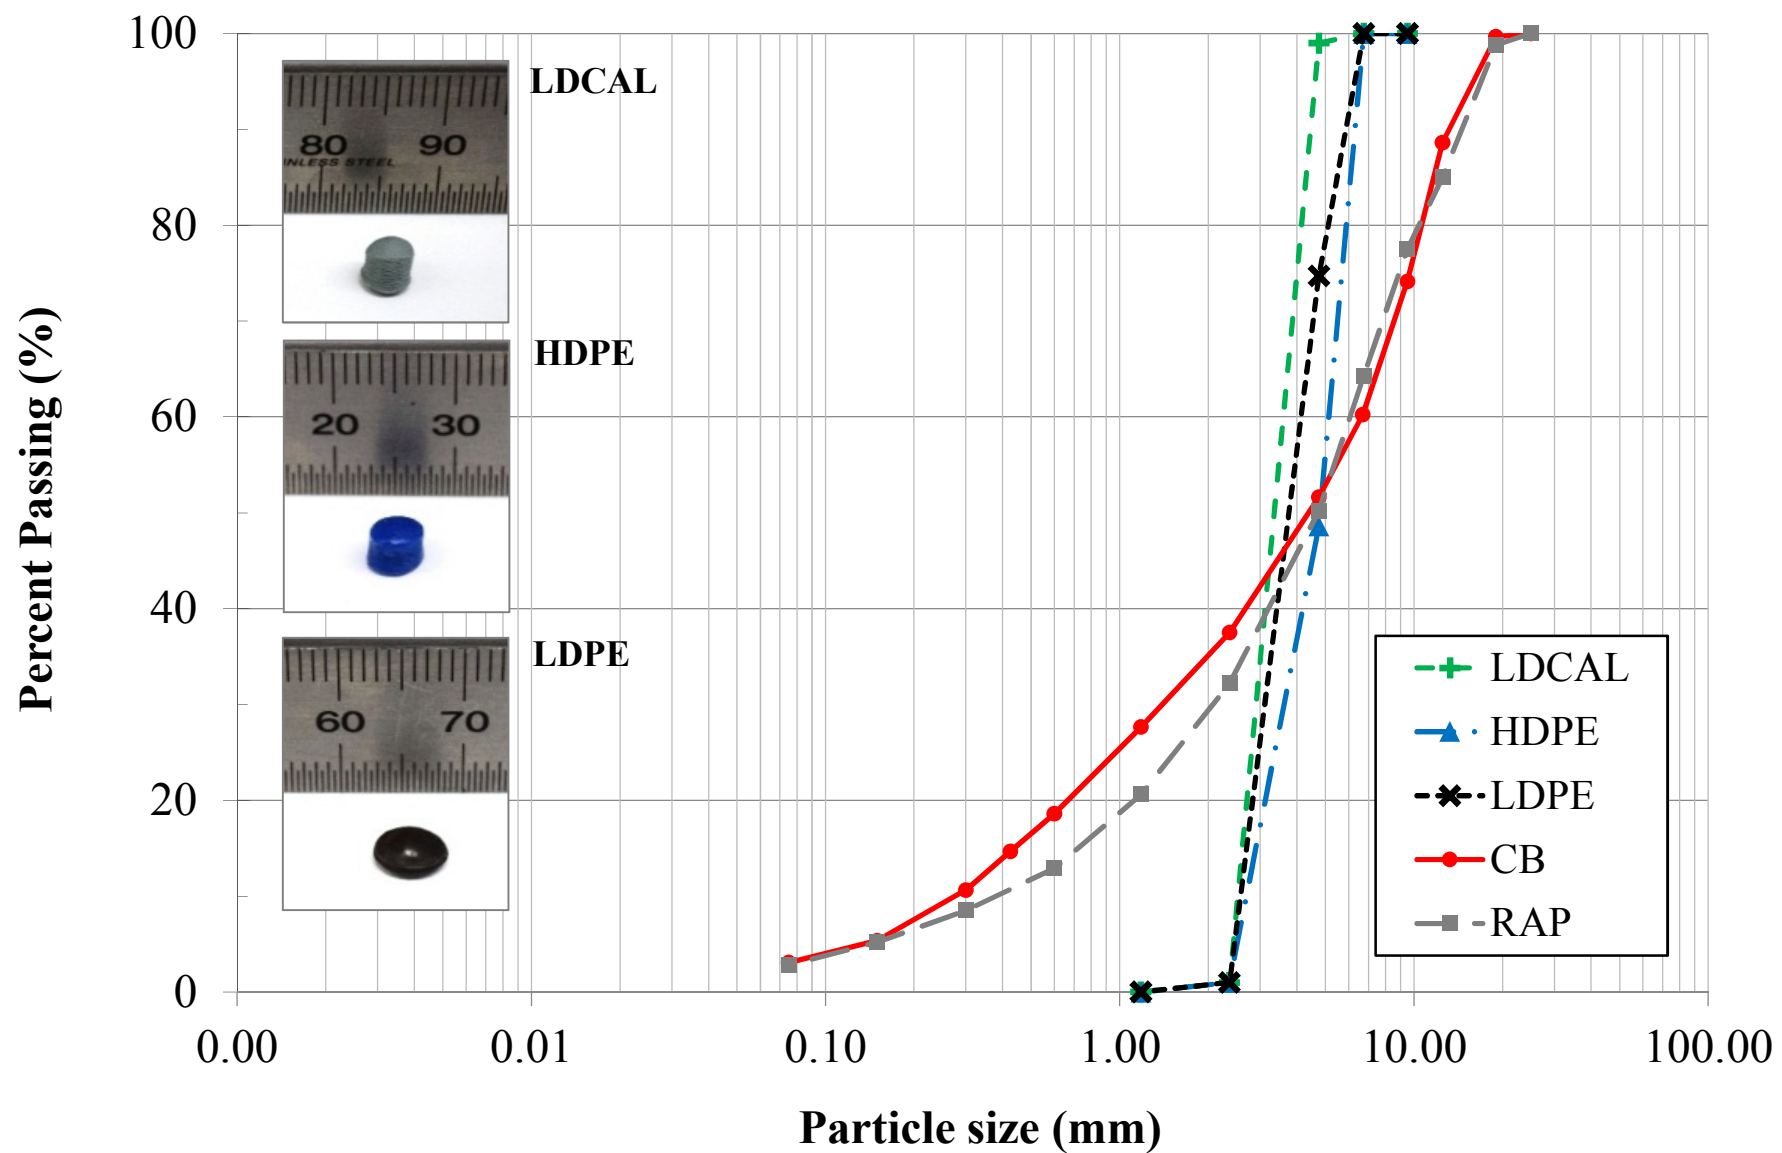 Percent Passing (%)
100
80
60
40
20
0
LDCAL
80 90
INLESS STEEL
HDPE
20 30
LDPE
60 70
LDCAL
HDPE
LDPE
CB
RAP
0.00 0.01 0.10 1.00 10.00 100.00
Particle size (mm)